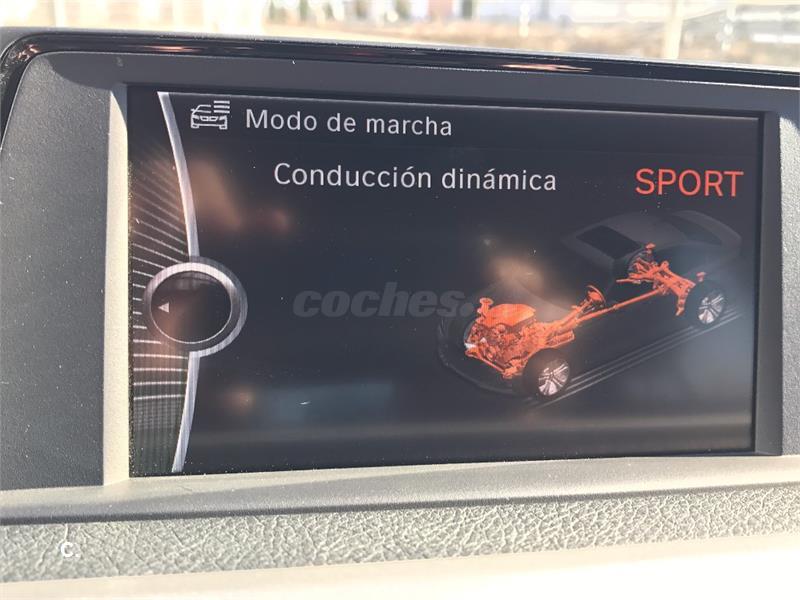 Modo de marcha
Conducción dinámica
SPORT
coches.
c.